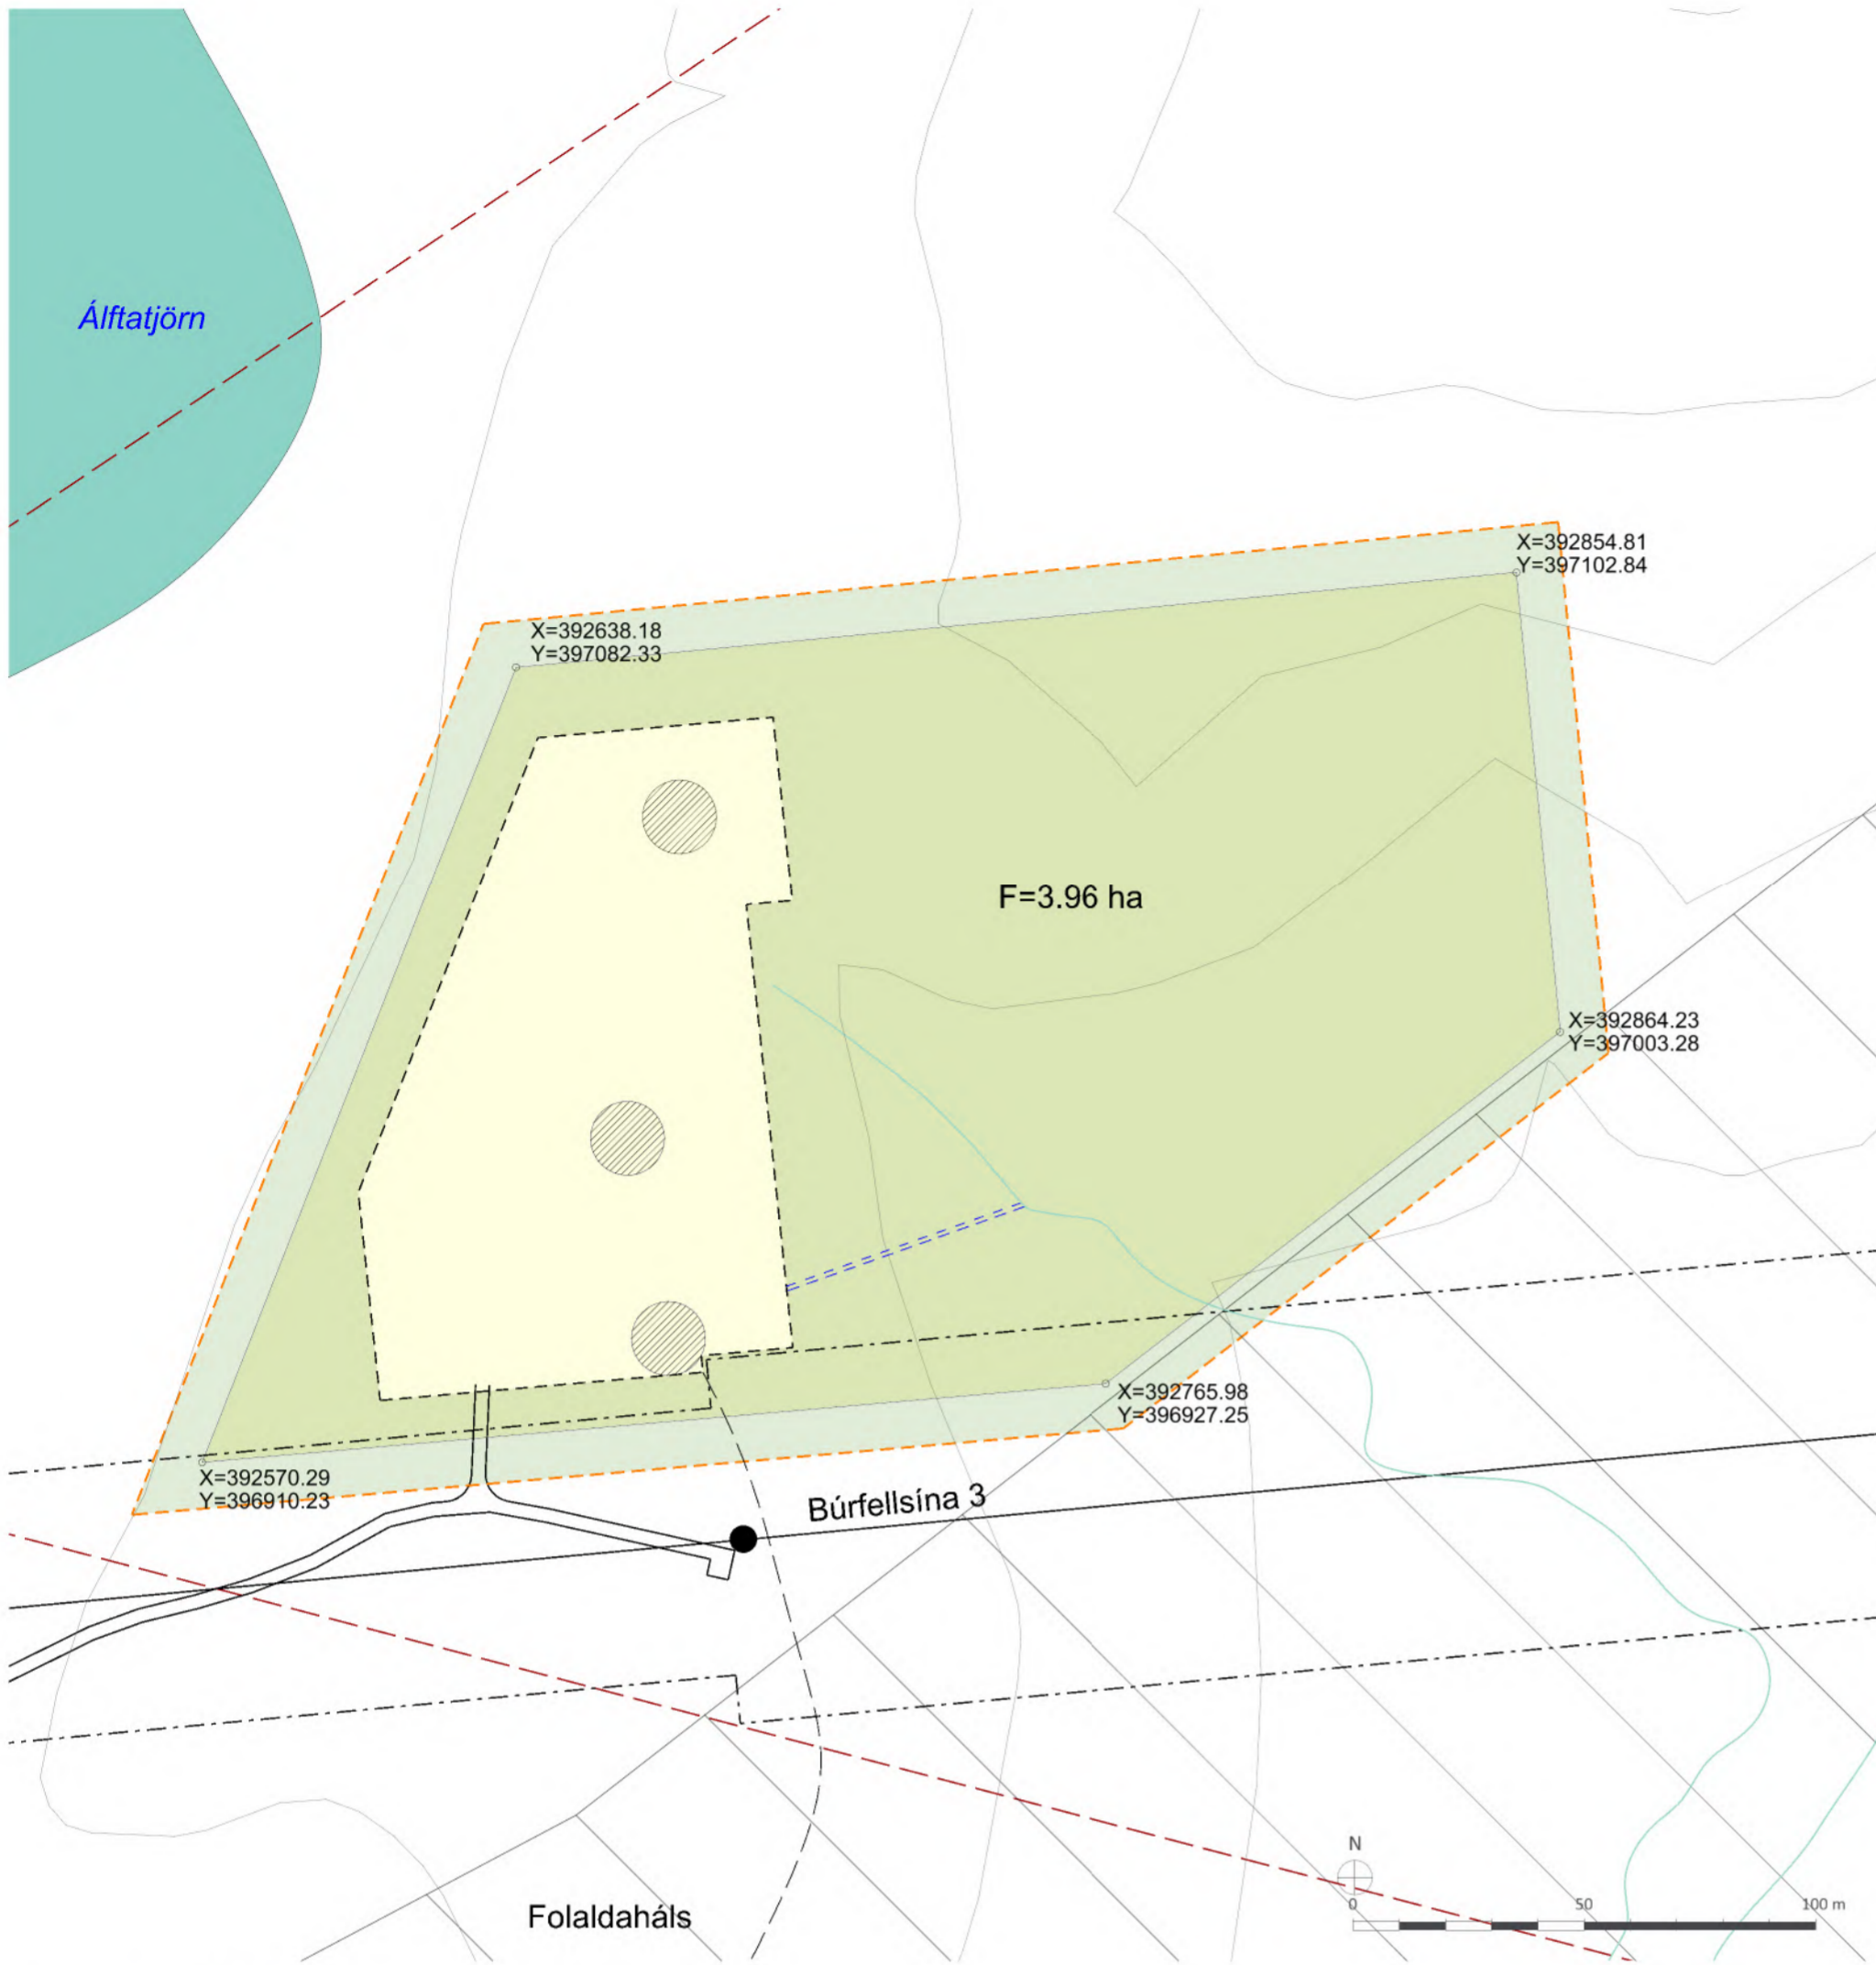 Álftatjörn
X=392854.81
Y=397102.84
X=392638.18
Y=397082.33
F=3.96 ha
X=392864.23
Y=397003.28
X=392765.98
Y=396927.25
X=392570.29
Y=396910.23
Búrfellsína 3
N
0 50 100 m
Folaldaháls